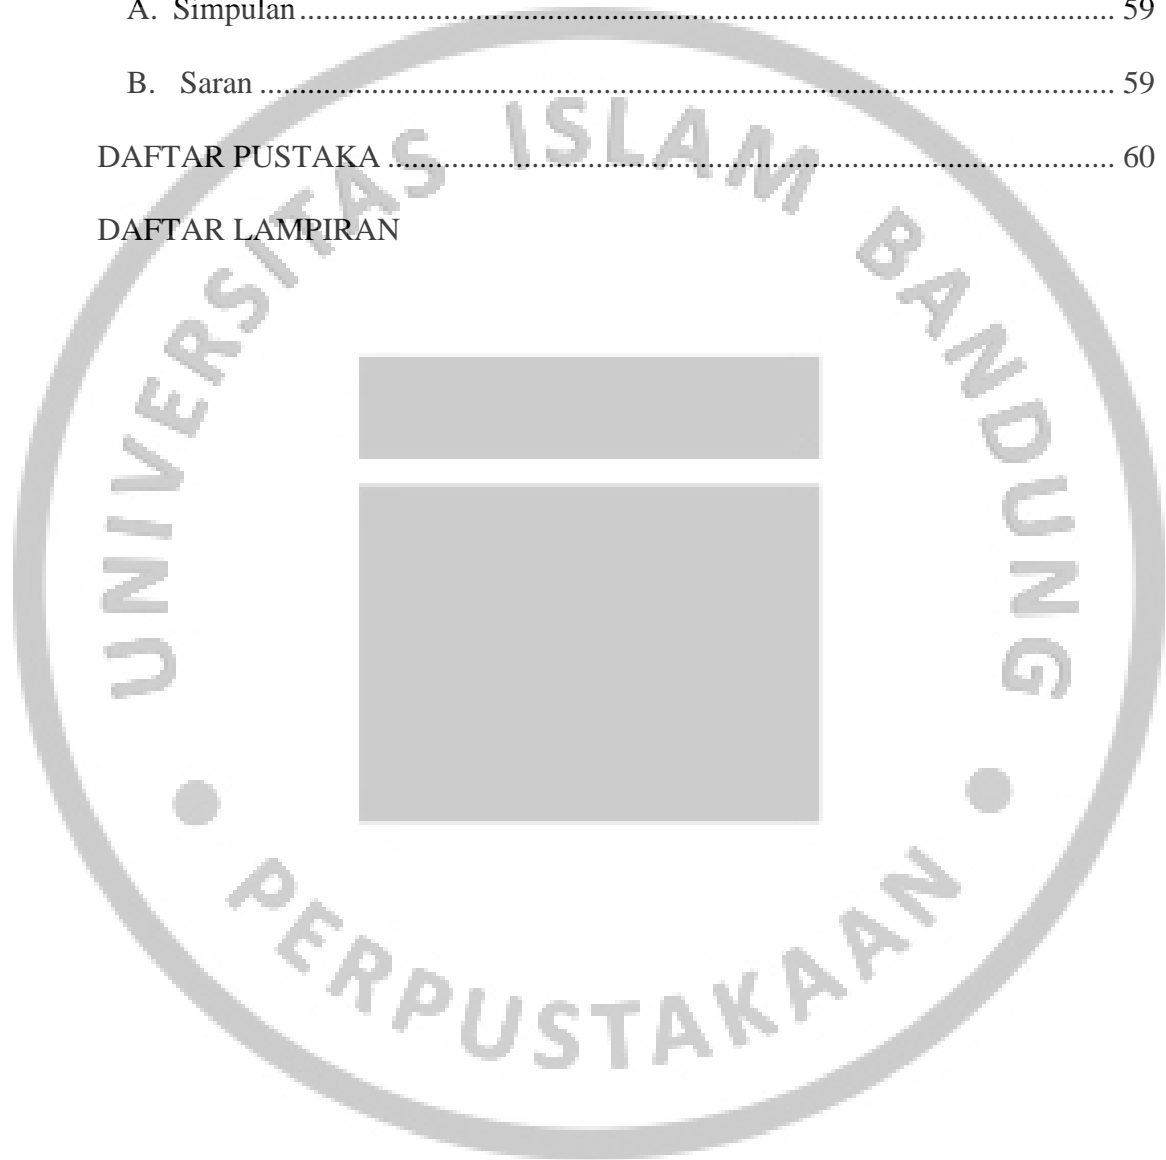 A. Simpulan ........................................................................................................ 59
B. Saran ............................................................................................................. 59
DAFTAR PUSTAKA ............................................................................................. 60
DAFTAR LAMPIRAN
UNIVERSITAS ISLAM BANDUNG
PERPUSTAKAAN